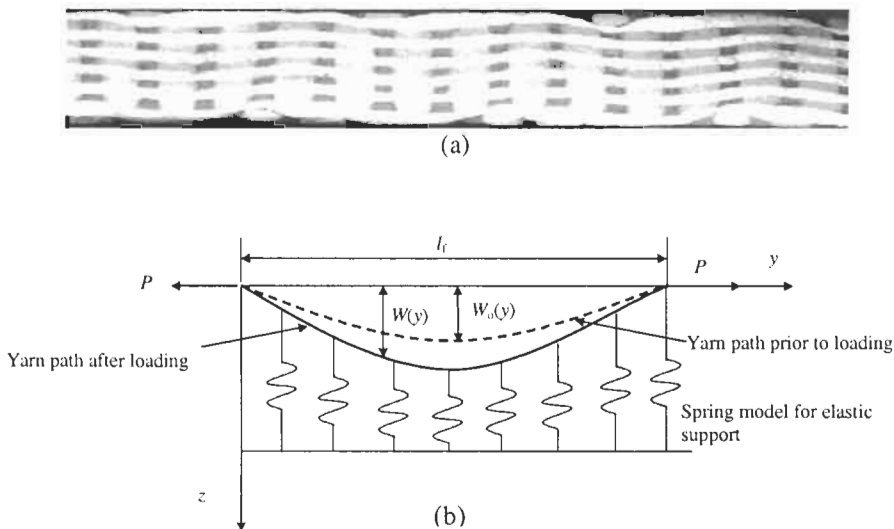 (a)
l_f
P
P
y
W(y)
W_o(y)
Yarn path after loading
Yarn path prior to loading
Spring model for elastic
support
z
(b)